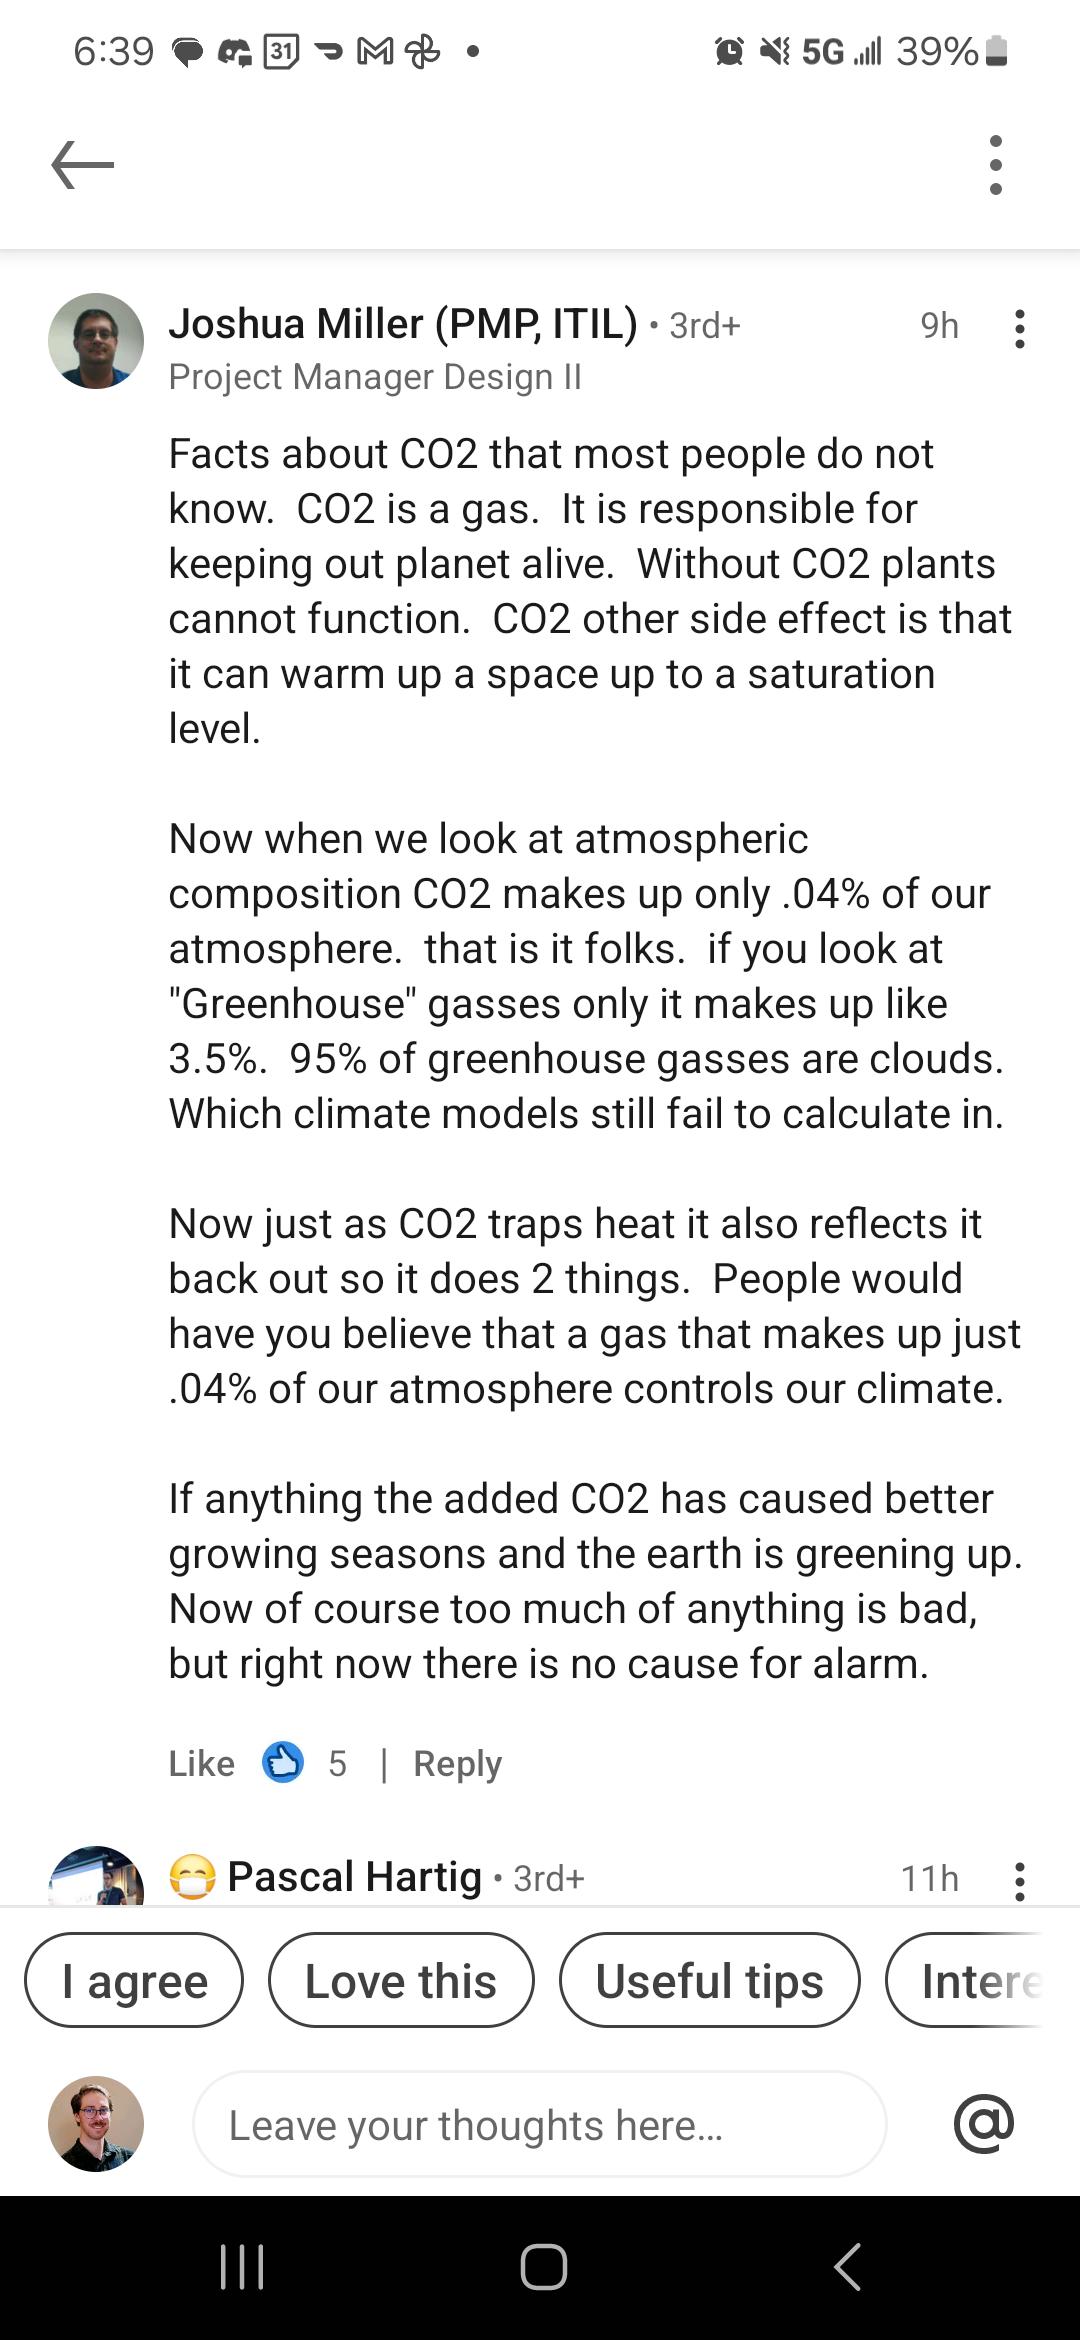 6:39 31 5G 39%
Joshua Miller (PMP, ITIL) • 3rd+ 9h
Project Manager Design II
Facts about CO2 that most people do not
know.  CO2 is a gas.  It is responsible for
keeping out planet alive.  Without CO2 plants
cannot function.  CO2 other side effect is that
it can warm up a space up to a saturation
level.
Now when we look at atmospheric
composition CO2 makes up only .04% of our
atmosphere.  that is it folks.  if you look at
"Greenhouse" gasses only it makes up like
3.5%.  95% of greenhouse gasses are clouds.
Which climate models still fail to calculate in.
Now just as CO2 traps heat it also reflects it
back out so it does 2 things.  People would
have you believe that a gas that makes up just
.04% of our atmosphere controls our climate.
If anything the added CO2 has caused better
growing seasons and the earth is greening up.
Now of course too much of anything is bad,
but right now there is no cause for alarm.
Like 5 | Reply
😷 Pascal Hartig • 3rd+ 11h
I agree Love this Useful tips Intere
Leave your thoughts here... @